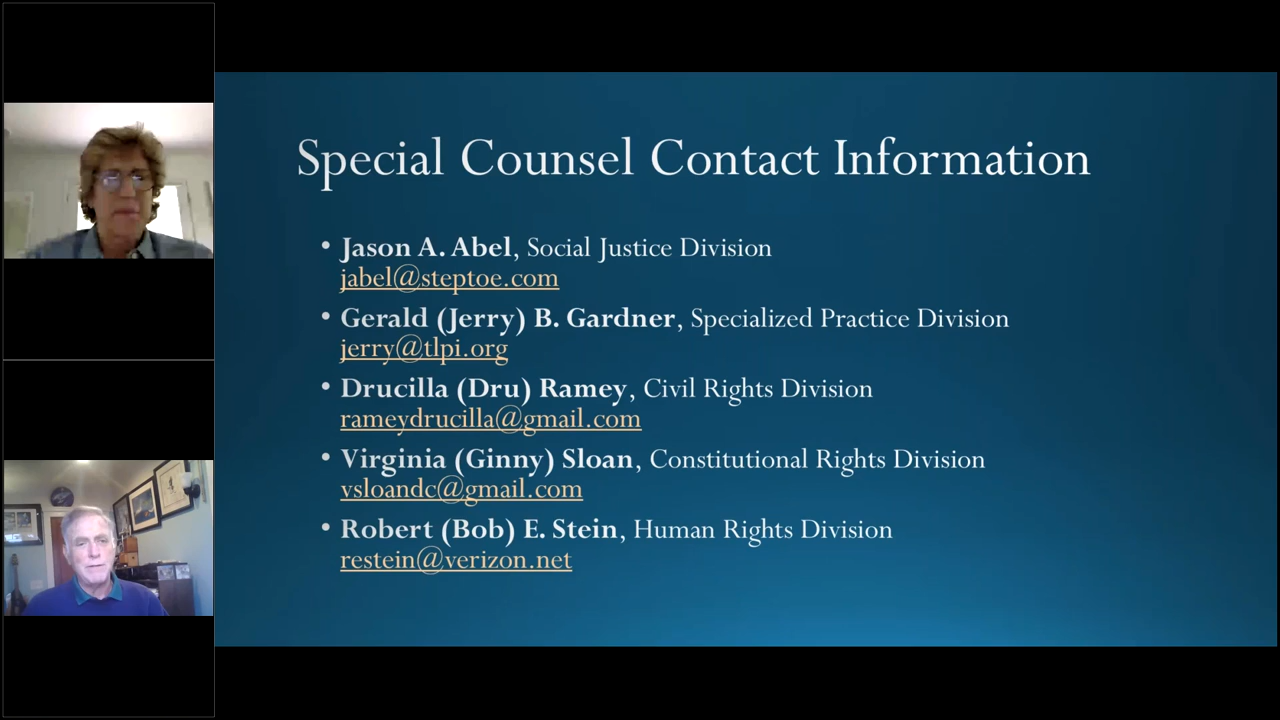 Special Counsel Contact Information
• Jason A. Abel, Social Justice Division
jabel@steptoe.com
• Gerald (Jerry) B. Gardner, Specialized Practice Division
jerry@tlpi.org
• Drucilla (Dru) Ramey, Civil Rights Division
rameydrucilla@gmail.com
• Virginia (Ginny) Sloan, Constitutional Rights Division
vsloandc@gmail.com
• Robert (Bob) E. Stein, Human Rights Division
restein@verizon.net